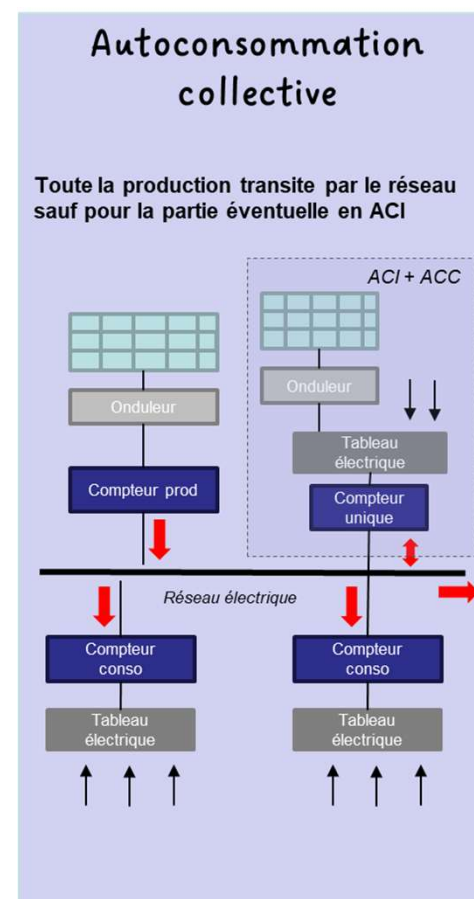 Autoconsommation
collective
Toute la production transite par le réseau
sauf pour la partie éventuelle en ACI
ACI + ACC
Onduleur
Onduleur
Tableau
électrique
Compteur prod
Compteur
unique
Réseau électrique
Compteur
conso
Compteur
conso
Tableau
électrique
Tableau
électrique